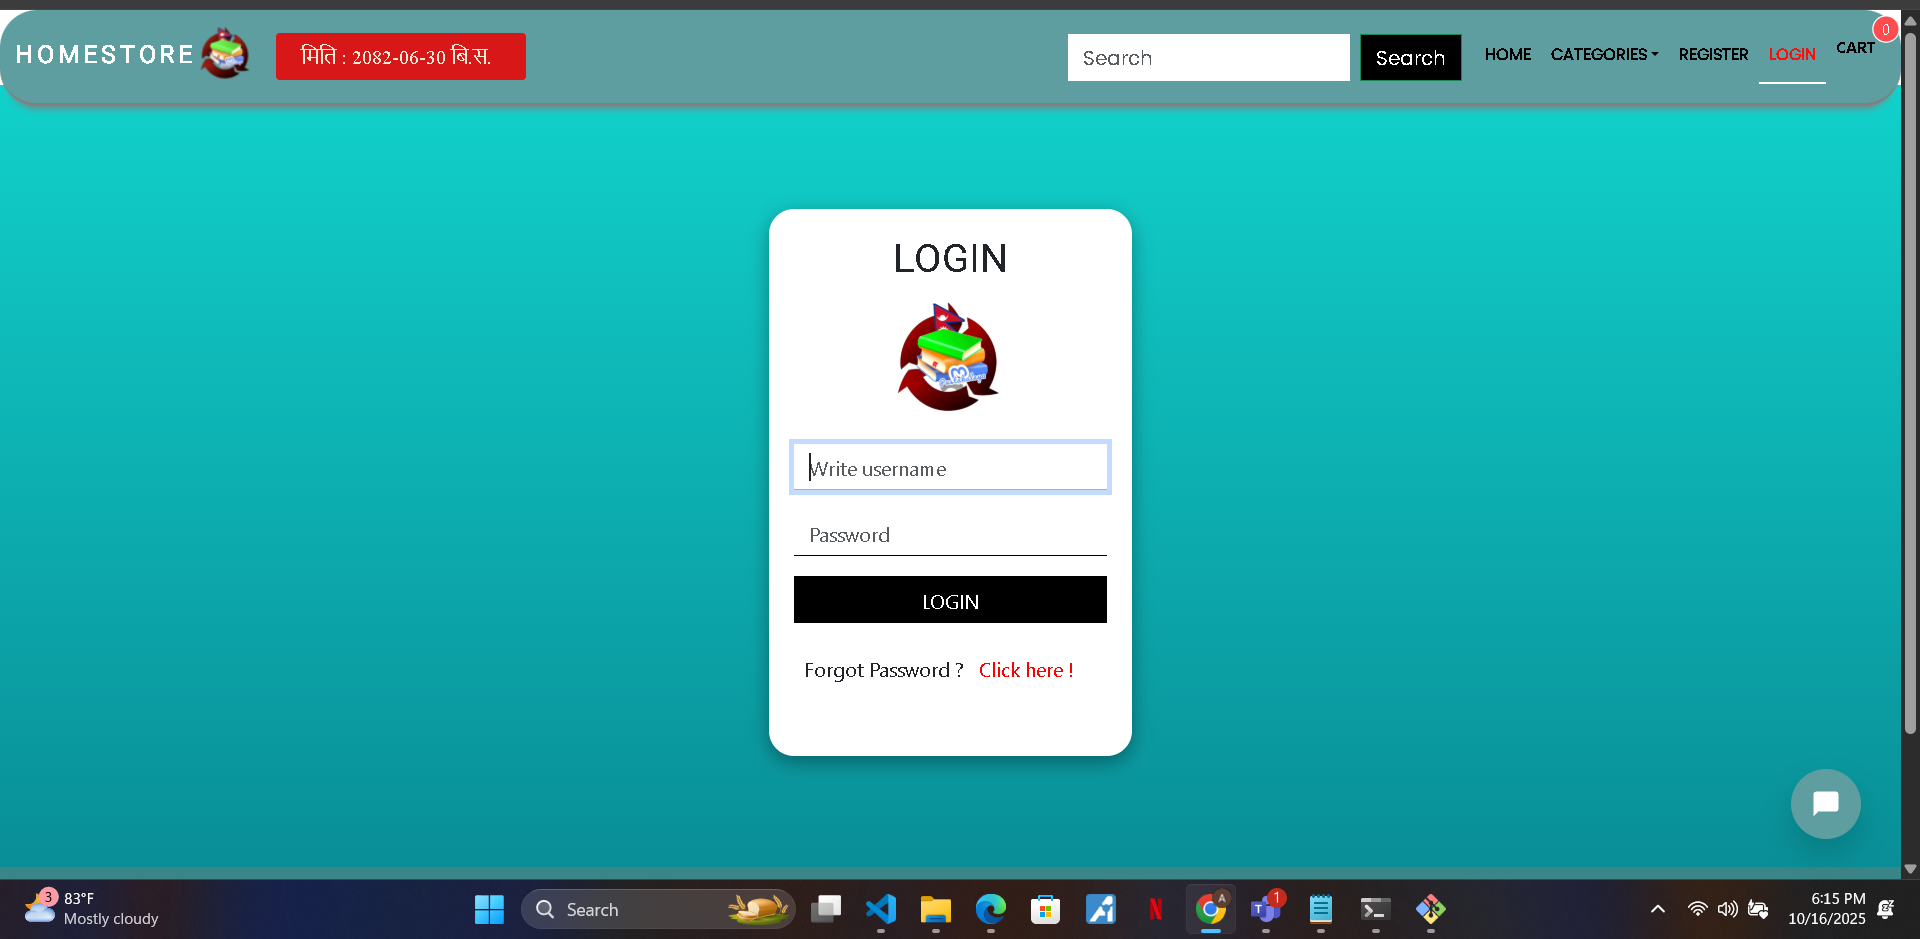 HOMESTORE
मिति : 2082-06-30 बि.स.
Search
Search
HOME
CATEGORIES
REGISTER
LOGIN
CART
0
LOGIN
Write username
Password
LOGIN
Forgot Password ? Click here !
3
83°F
Mostly cloudy
Search
A
T
1
N
6:15 PM
10/16/2025